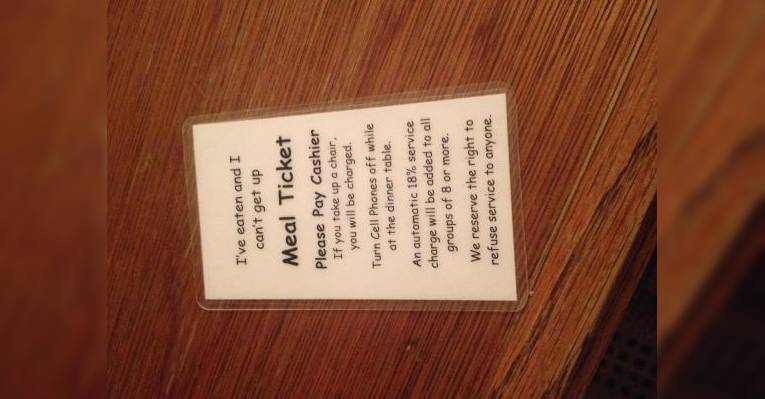 I've eaten and I
can't get up
Meal Ticket
Please Pay Cashier
If you take up a chair,
you will be charged.
Turn Cell Phones off while
at the dinner table.
An automatic 18% service
charge will be added to all
groups of 8 or more.
We reserve the right to
refuse service to anyone.